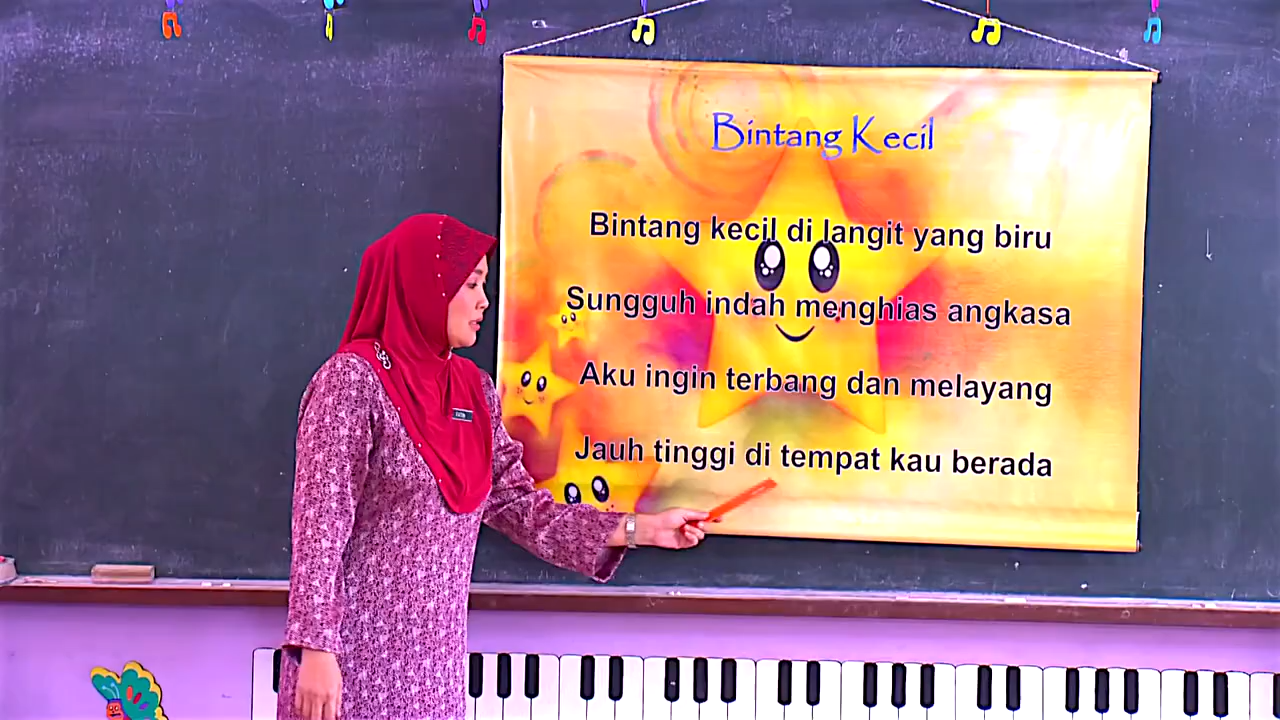 Bintang Kecil
Bintang kecil di langit yang biru
Sungguh indah menghias angkasa
Aku ingin terbang dan melayang
Jauh tinggi di tempat kau berada